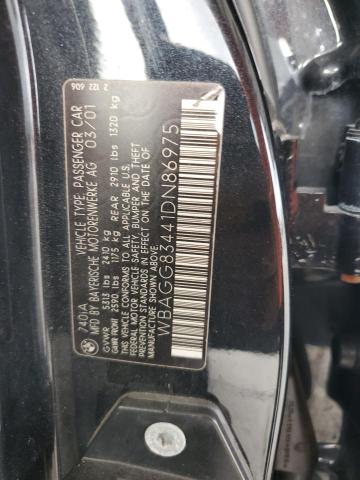 740iA VEHICLE TYPE: PASSENGER CAR
MFD BY BAYERISCHE MOTORENWERKE AG 03/01
GVWR 5313 lbs 2410 kg
GAWR FRONT 2590 lbs 1175 kg REAR 2910 lbs 1320 kg
THIS VEHICLE CONFORMS TO ALL APPLICABLE U.S.
FEDERAL MOTOR VEHICLE SAFETY, BUMPER AND
THEFT PREVENTION STANDARDS IN EFFECT ON THE DATE OF
MANUFACTURE SHOWN ABOVE.
WBAGG83441DN86975
2 122 6D6